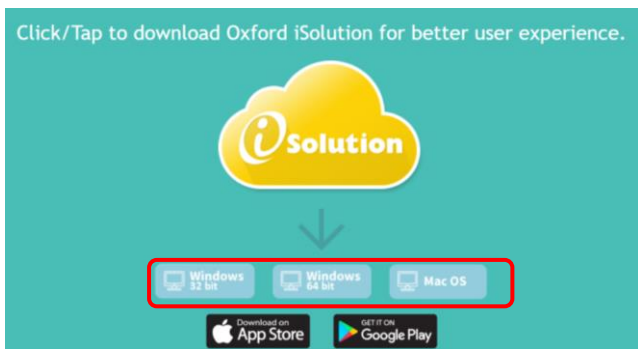 Click/Tap to download Oxford iSolution for better user experience.
iSolution
Windows
32 bit
Windows
64 bit
Mac OS
Download on
App Store
GET IT ON
Google Play